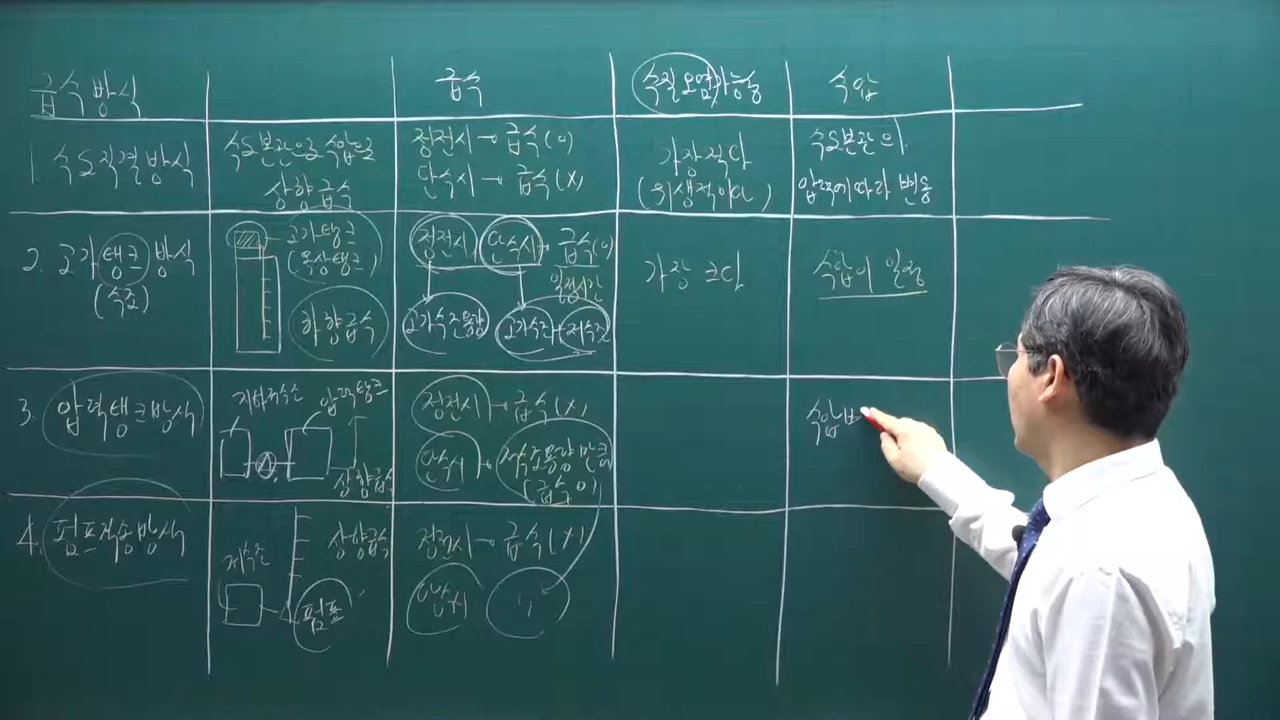 급수방식
급수
수질오염가능성
수압
1. 수도직결방식
수도본관으로 수압으로
상향급수
정전시→급수(O)
단수시→급수(X)
가장적다
(위생적이다)
수도본관의
압력에따라 변동
2. 고가탱크방식
(수조)
고가탱크
(옥상탱크)
하향급수
정전시 단수시→급수(O)
일정시간
고가수조용량 고가수조+저수조
가장 크다
수압이 일정
3. 압력탱크방식
지하저수조
압력탱크
상향급수
정전시→급수(X)
단수시→저수조용량만큼
(급수O)
수압
4. 펌프직송방식
저수조
상향급수
펌프
정전시→급수(X)
단수시 〃